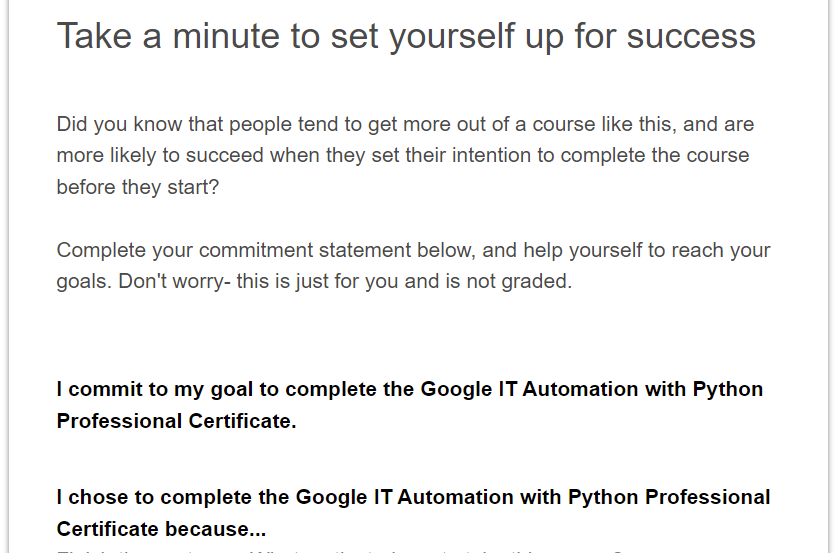 Take a minute to set yourself up for success
Did you know that people tend to get more out of a course like this, and are
more likely to succeed when they set their intention to complete the course
before they start?
Complete your commitment statement below, and help yourself to reach your
goals. Don't worry- this is just for you and is not graded.
I commit to my goal to complete the Google IT Automation with Python
Professional Certificate.
I chose to complete the Google IT Automation with Python Professional
Certificate because...